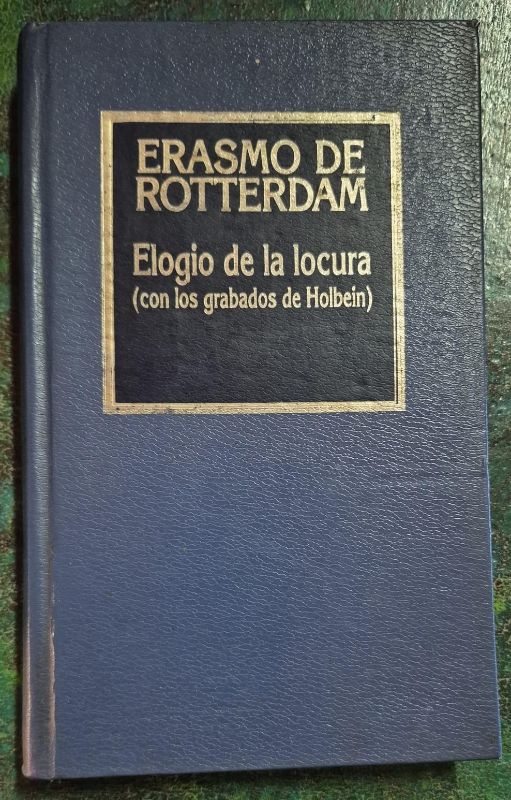 ERASMO DE
ROTTERDAM
Elogio de la locura
(con los grabados de Holbein)